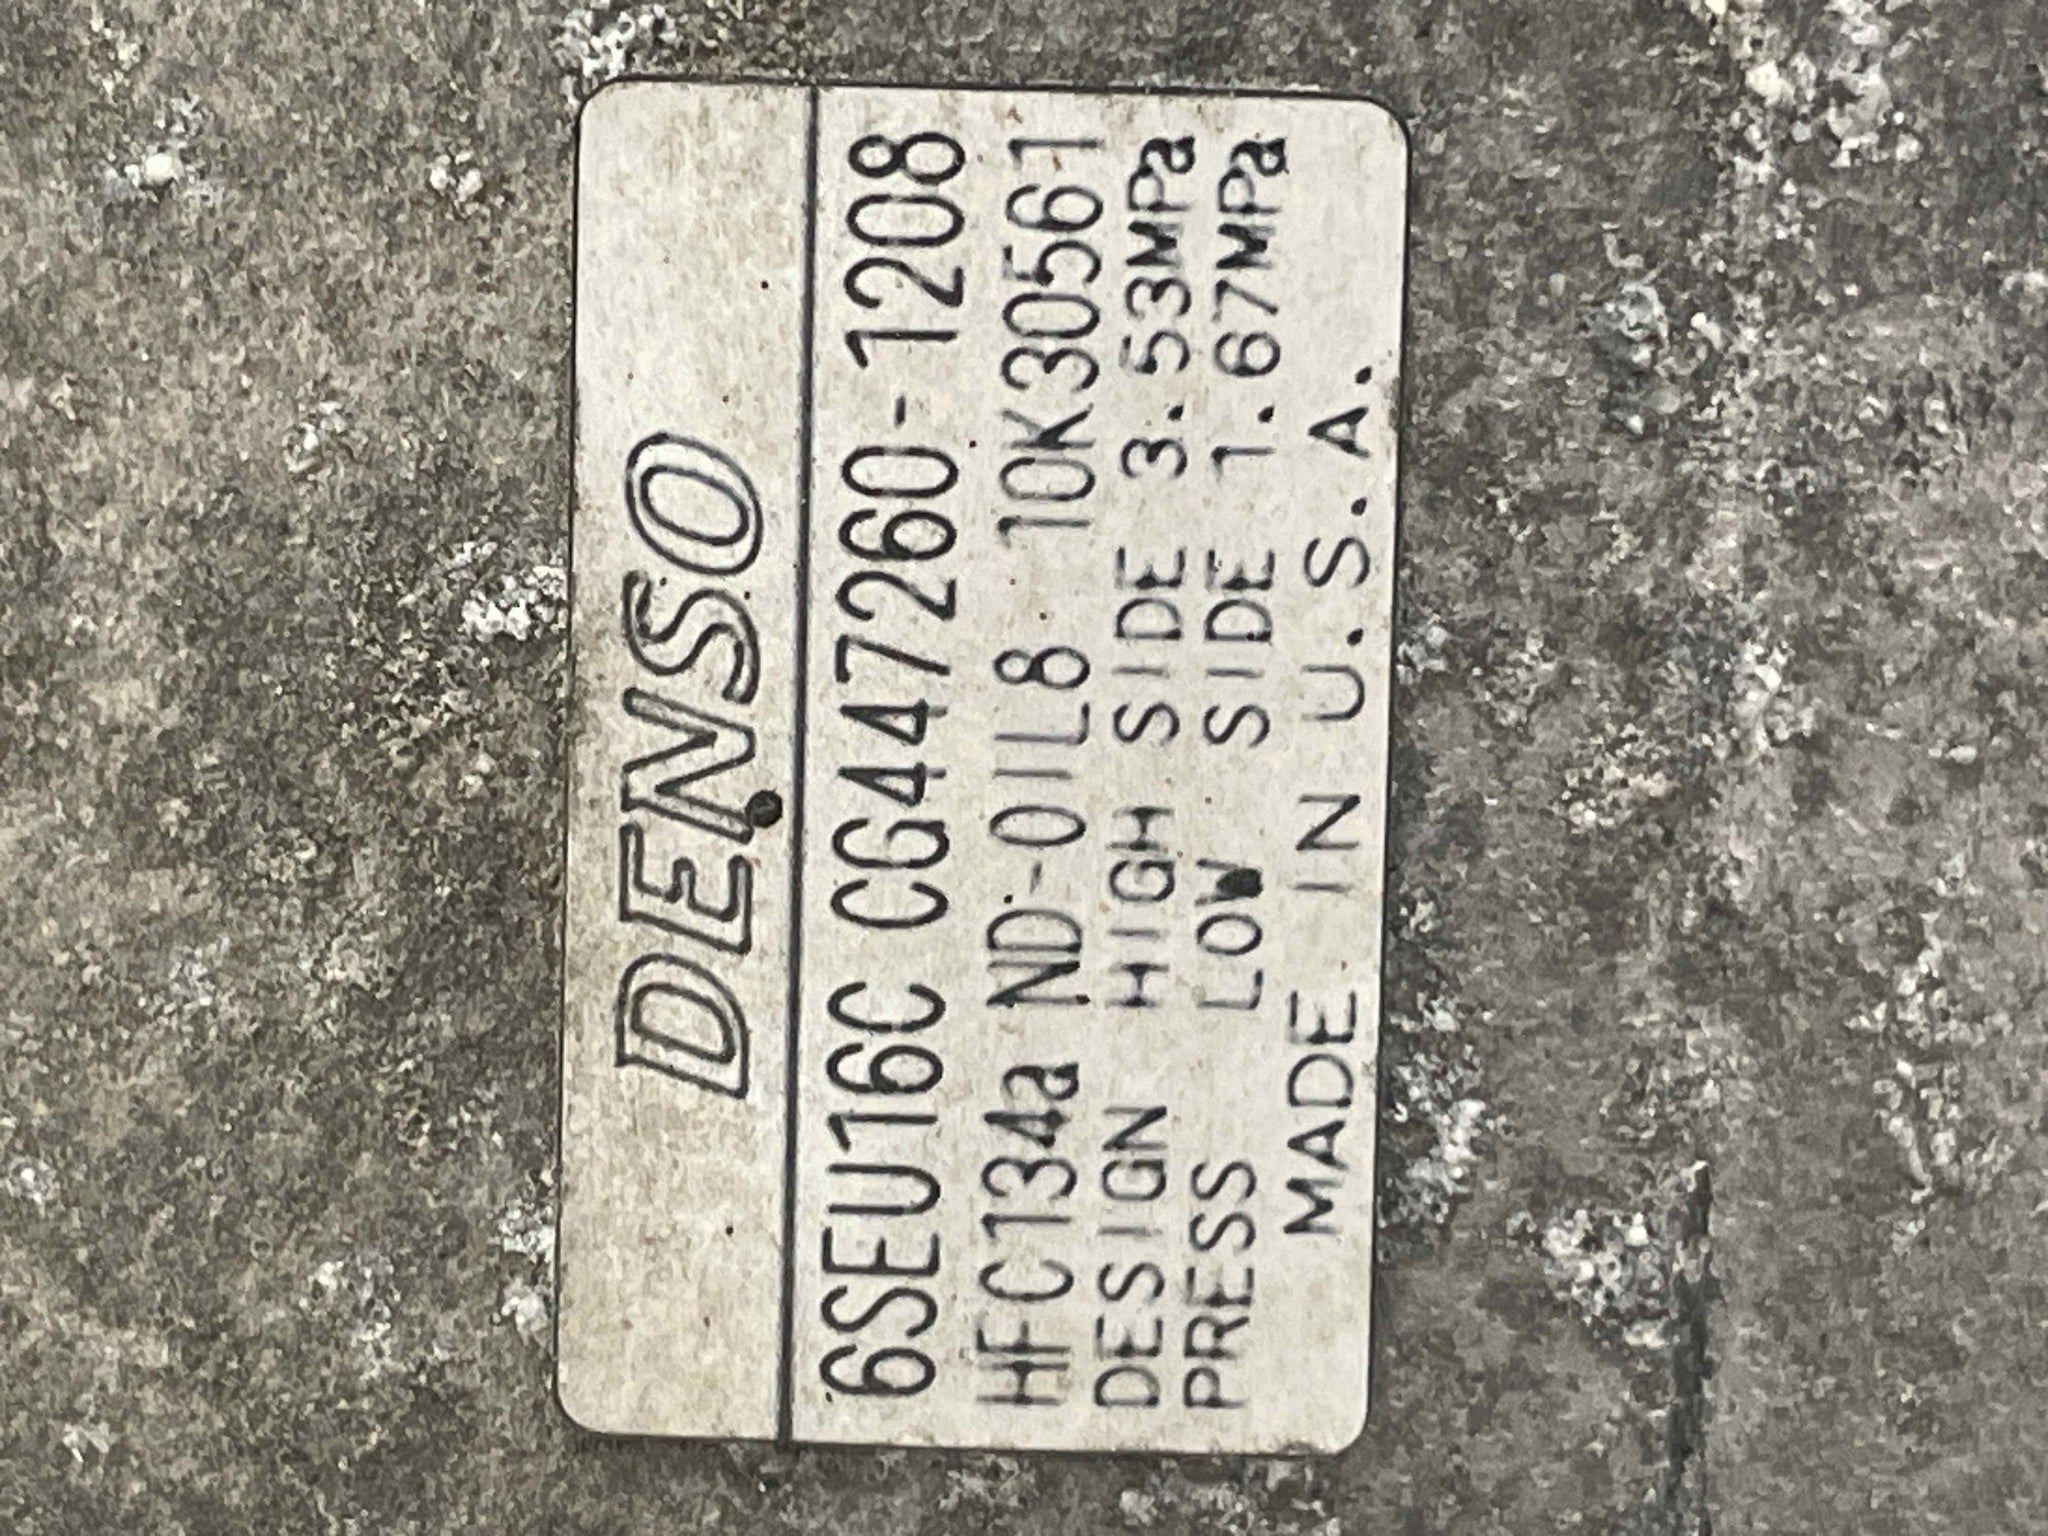 DENSO
6SEU16C CG447260-1208
HFC134a ND-OIL8 10K30561
DESIGN HIGH SIDE 3.53MPa
PRESS LOW SIDE 1.67MPa
MADE IN U.S.A.